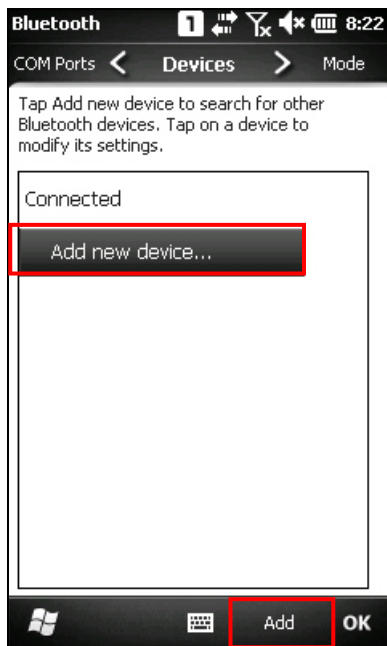 Bluetooth 1 8:22
COM Ports < Devices > Mode
Tap Add new device to search for other
Bluetooth devices. Tap on a device to
modify its settings.
Connected
Add new device...
Add OK